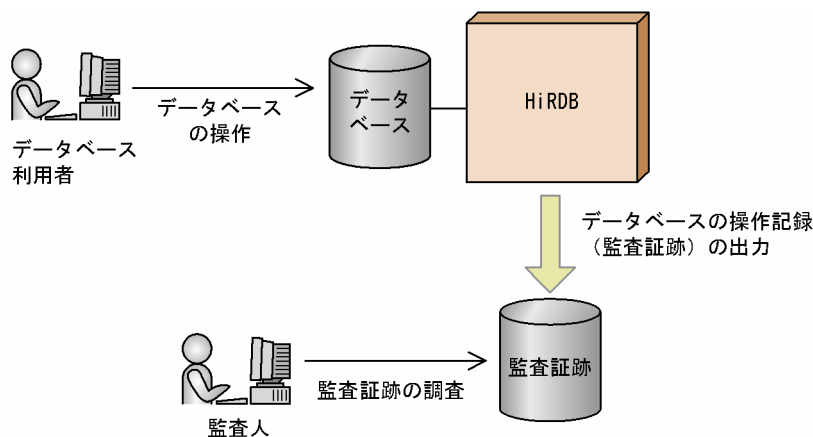 データベース
利用者
データベース
の操作
データ
ベース
HiRDB
データベースの操作記録
（監査証跡）の出力
監査人
監査証跡の調査
監査証跡